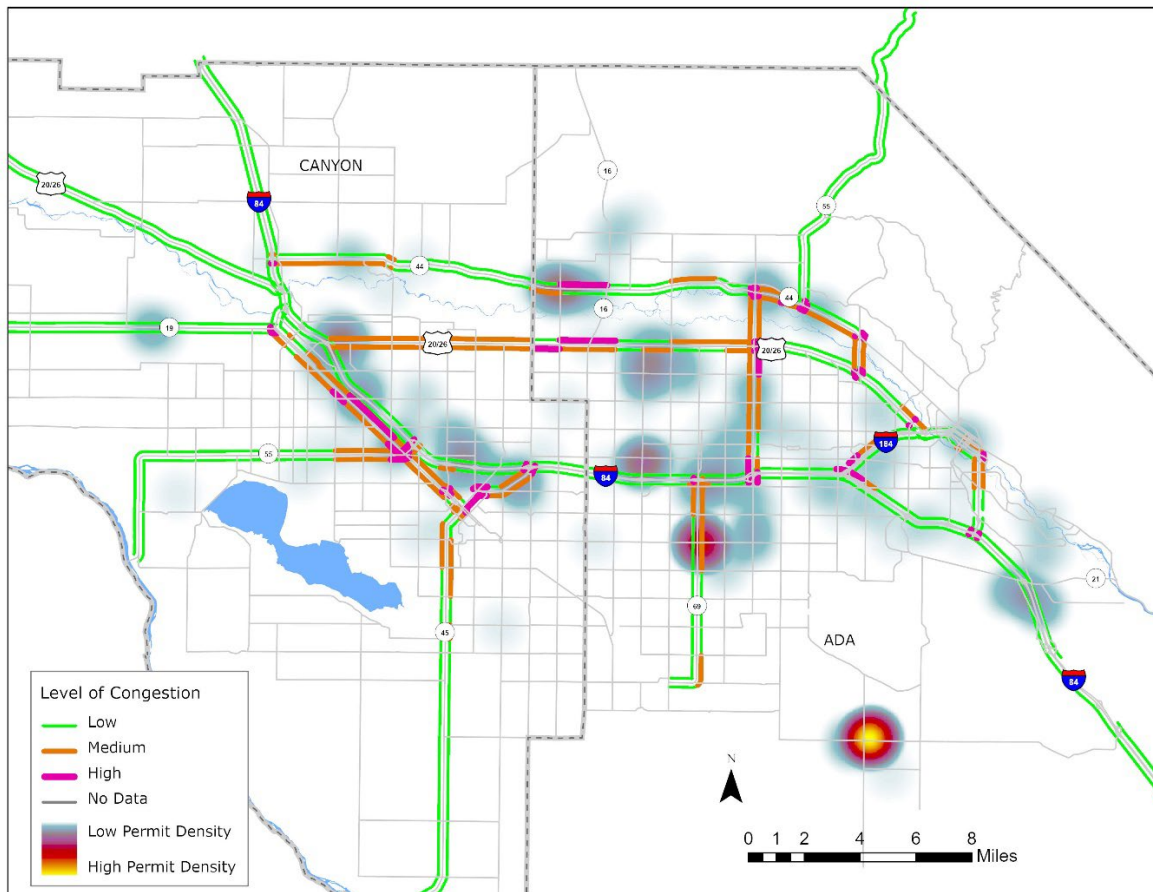 CANYON
16
20/26
84
55
44
44
16
19
20/26
20/26
55
184
84
21
69
ADA
45
84
Level of Congestion
Low
Medium
High
No Data
Low Permit Density
High Permit Density
N
0 1 2 4 6 8
Miles